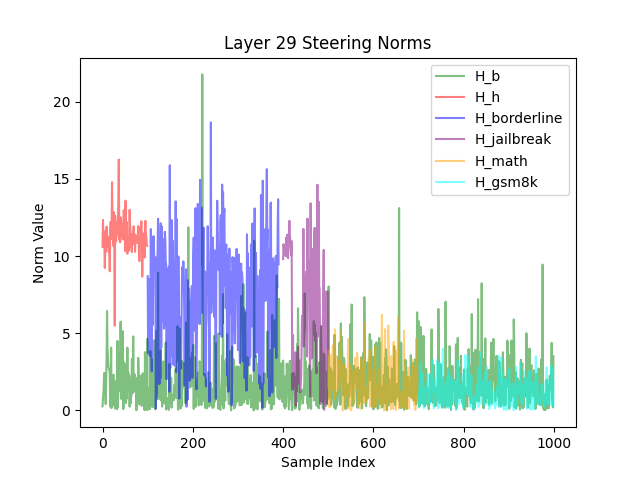 Layer 29 Steering Norms
H_b
H_h
H_borderline
H_jailbreak
H_math
H_gsm8k
Norm Value
20
15
10
5
0
0
200
400
600
800
1000
Sample Index